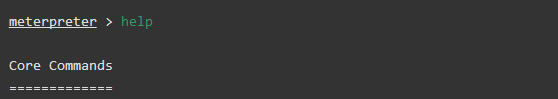 meterpreter > help
Core Commands
=============